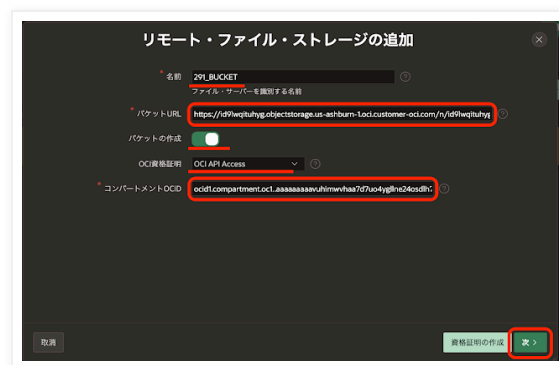 リモート・ファイル・ストレージの追加
* 名前 291_BUCKET
ファイル・サーバーを識別する名前
* バケットURL https://id9lwqituhyg.objectstorage.us-ashburn-1.oci.customer-oci.com/n/id9lwqituhyg
バケットの作成
OCI資格証明 OCI API Access
* コンパートメントOCID
取消 資格証明の作成 次 >